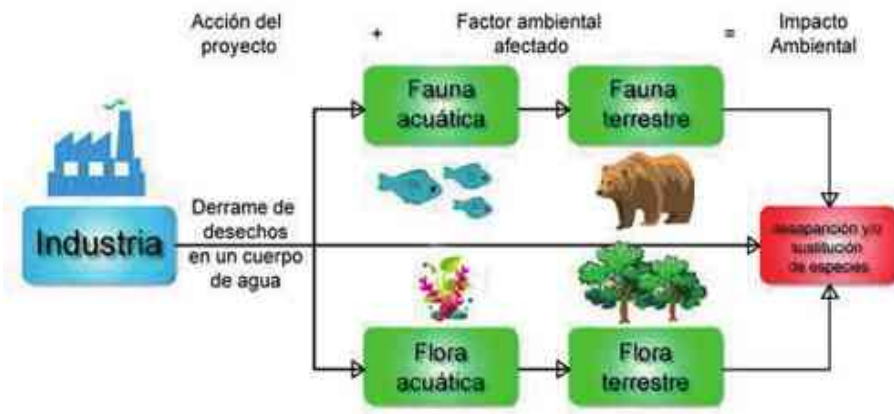 Acción del
proyecto
+
Factor ambiental
afectado
=
Impacto
Ambiental
Fauna
acuática
Fauna
terrestre
Industria
Derrame de
desechos
en un cuerpo
de agua
desaparición y/o
sustitución
de especies
Flora
acuática
Flora
terrestre